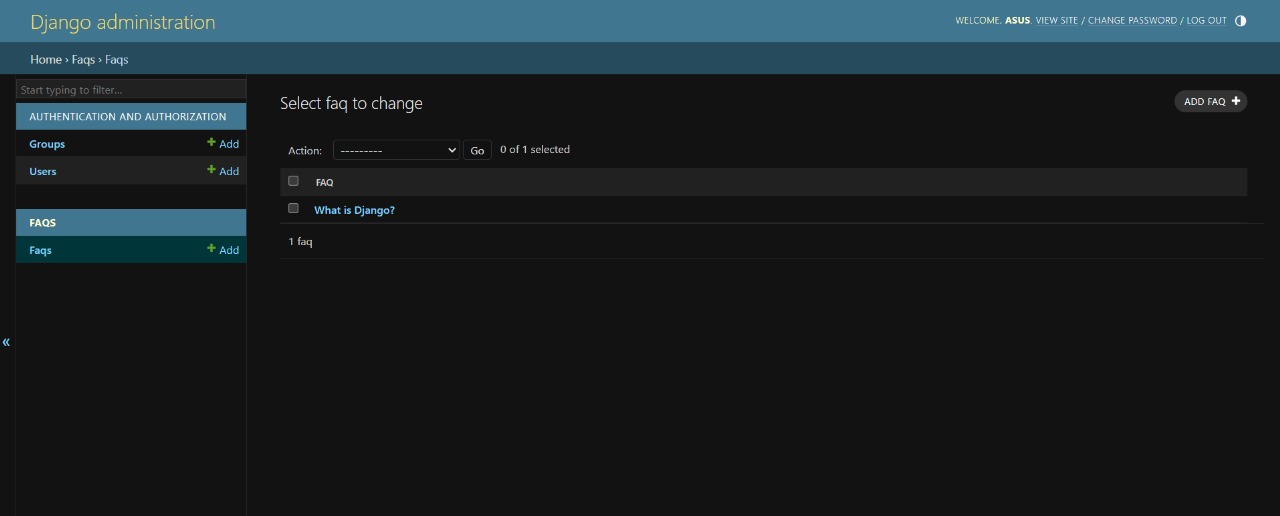 Django administration
WELCOME, ASUS. VIEW SITE / CHANGE PASSWORD / LOG OUT
Home › Faqs › Faqs
Start typing to filter...
AUTHENTICATION AND AUTHORIZATION
Groups + Add
Users + Add
FAQS
Faqs + Add
«
Select faq to change
ADD FAQ +
Action: --------- Go 0 of 1 selected
FAQ
What is Django?
1 faq